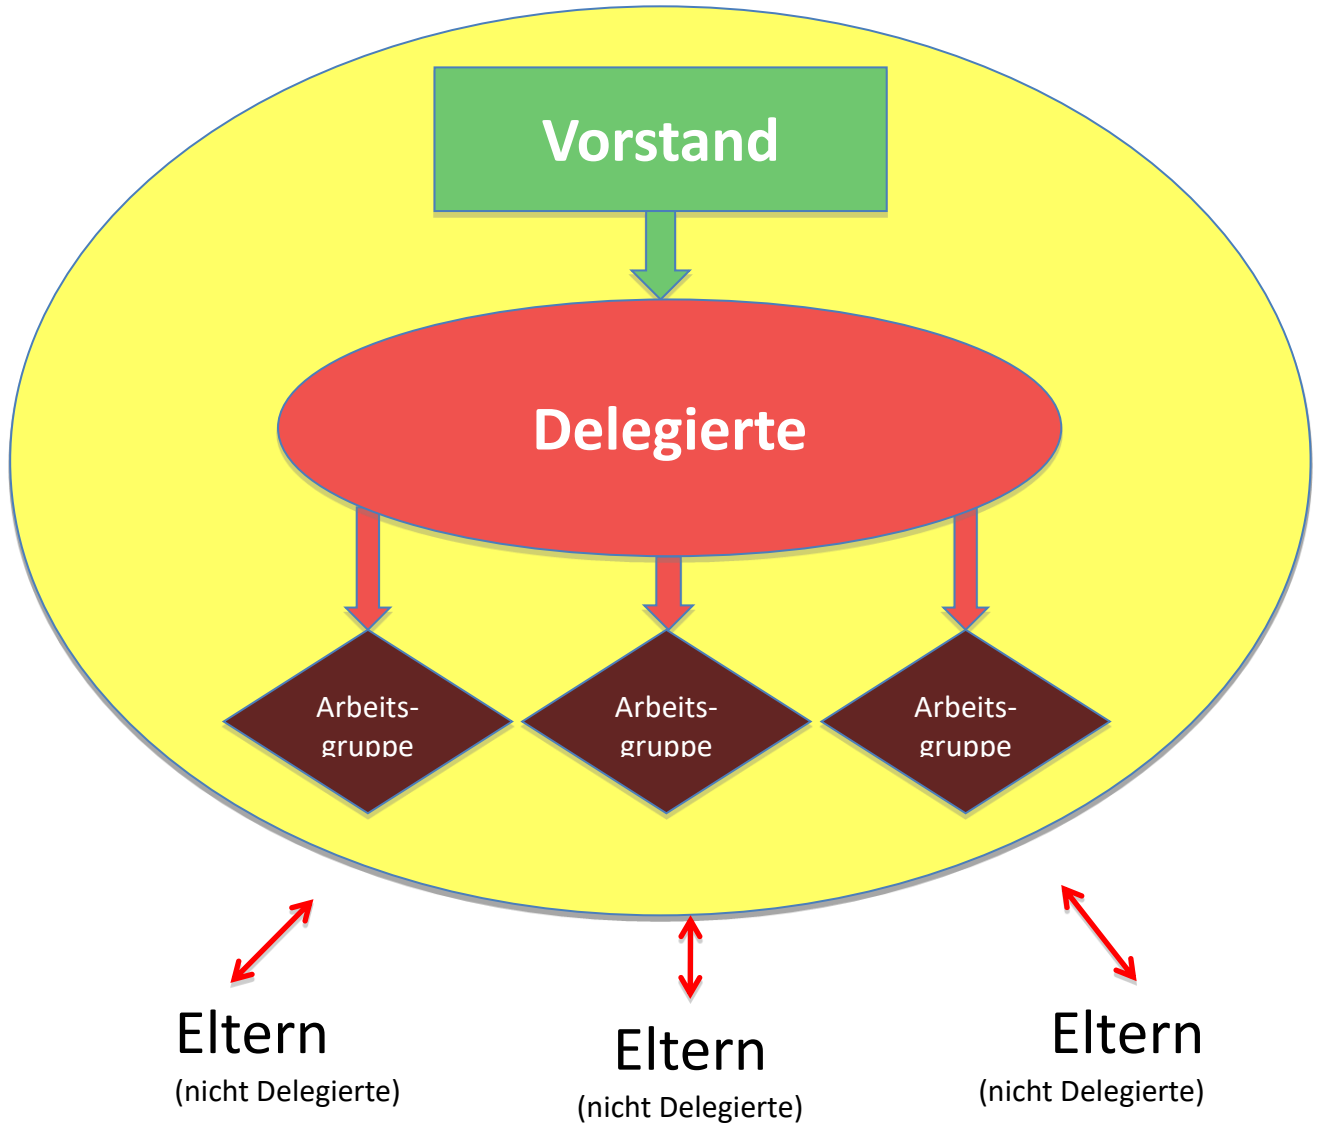 Vorstand
Delegierte
Arbeits-
gruppe
Arbeits-
gruppe
Arbeits-
gruppe
Eltern
(nicht Delegierte)
Eltern
(nicht Delegierte)
Eltern
(nicht Delegierte)